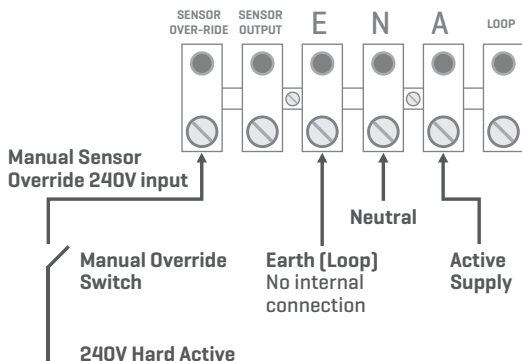 SENSOR
OVER-RIDE
SENSOR
OUTPUT
E
N
A
LOOP
Manual Sensor
Override 240V input
Neutral
Manual Override
Switch
Earth (Loop)
No internal
connection
Active
Supply
240V Hard Active